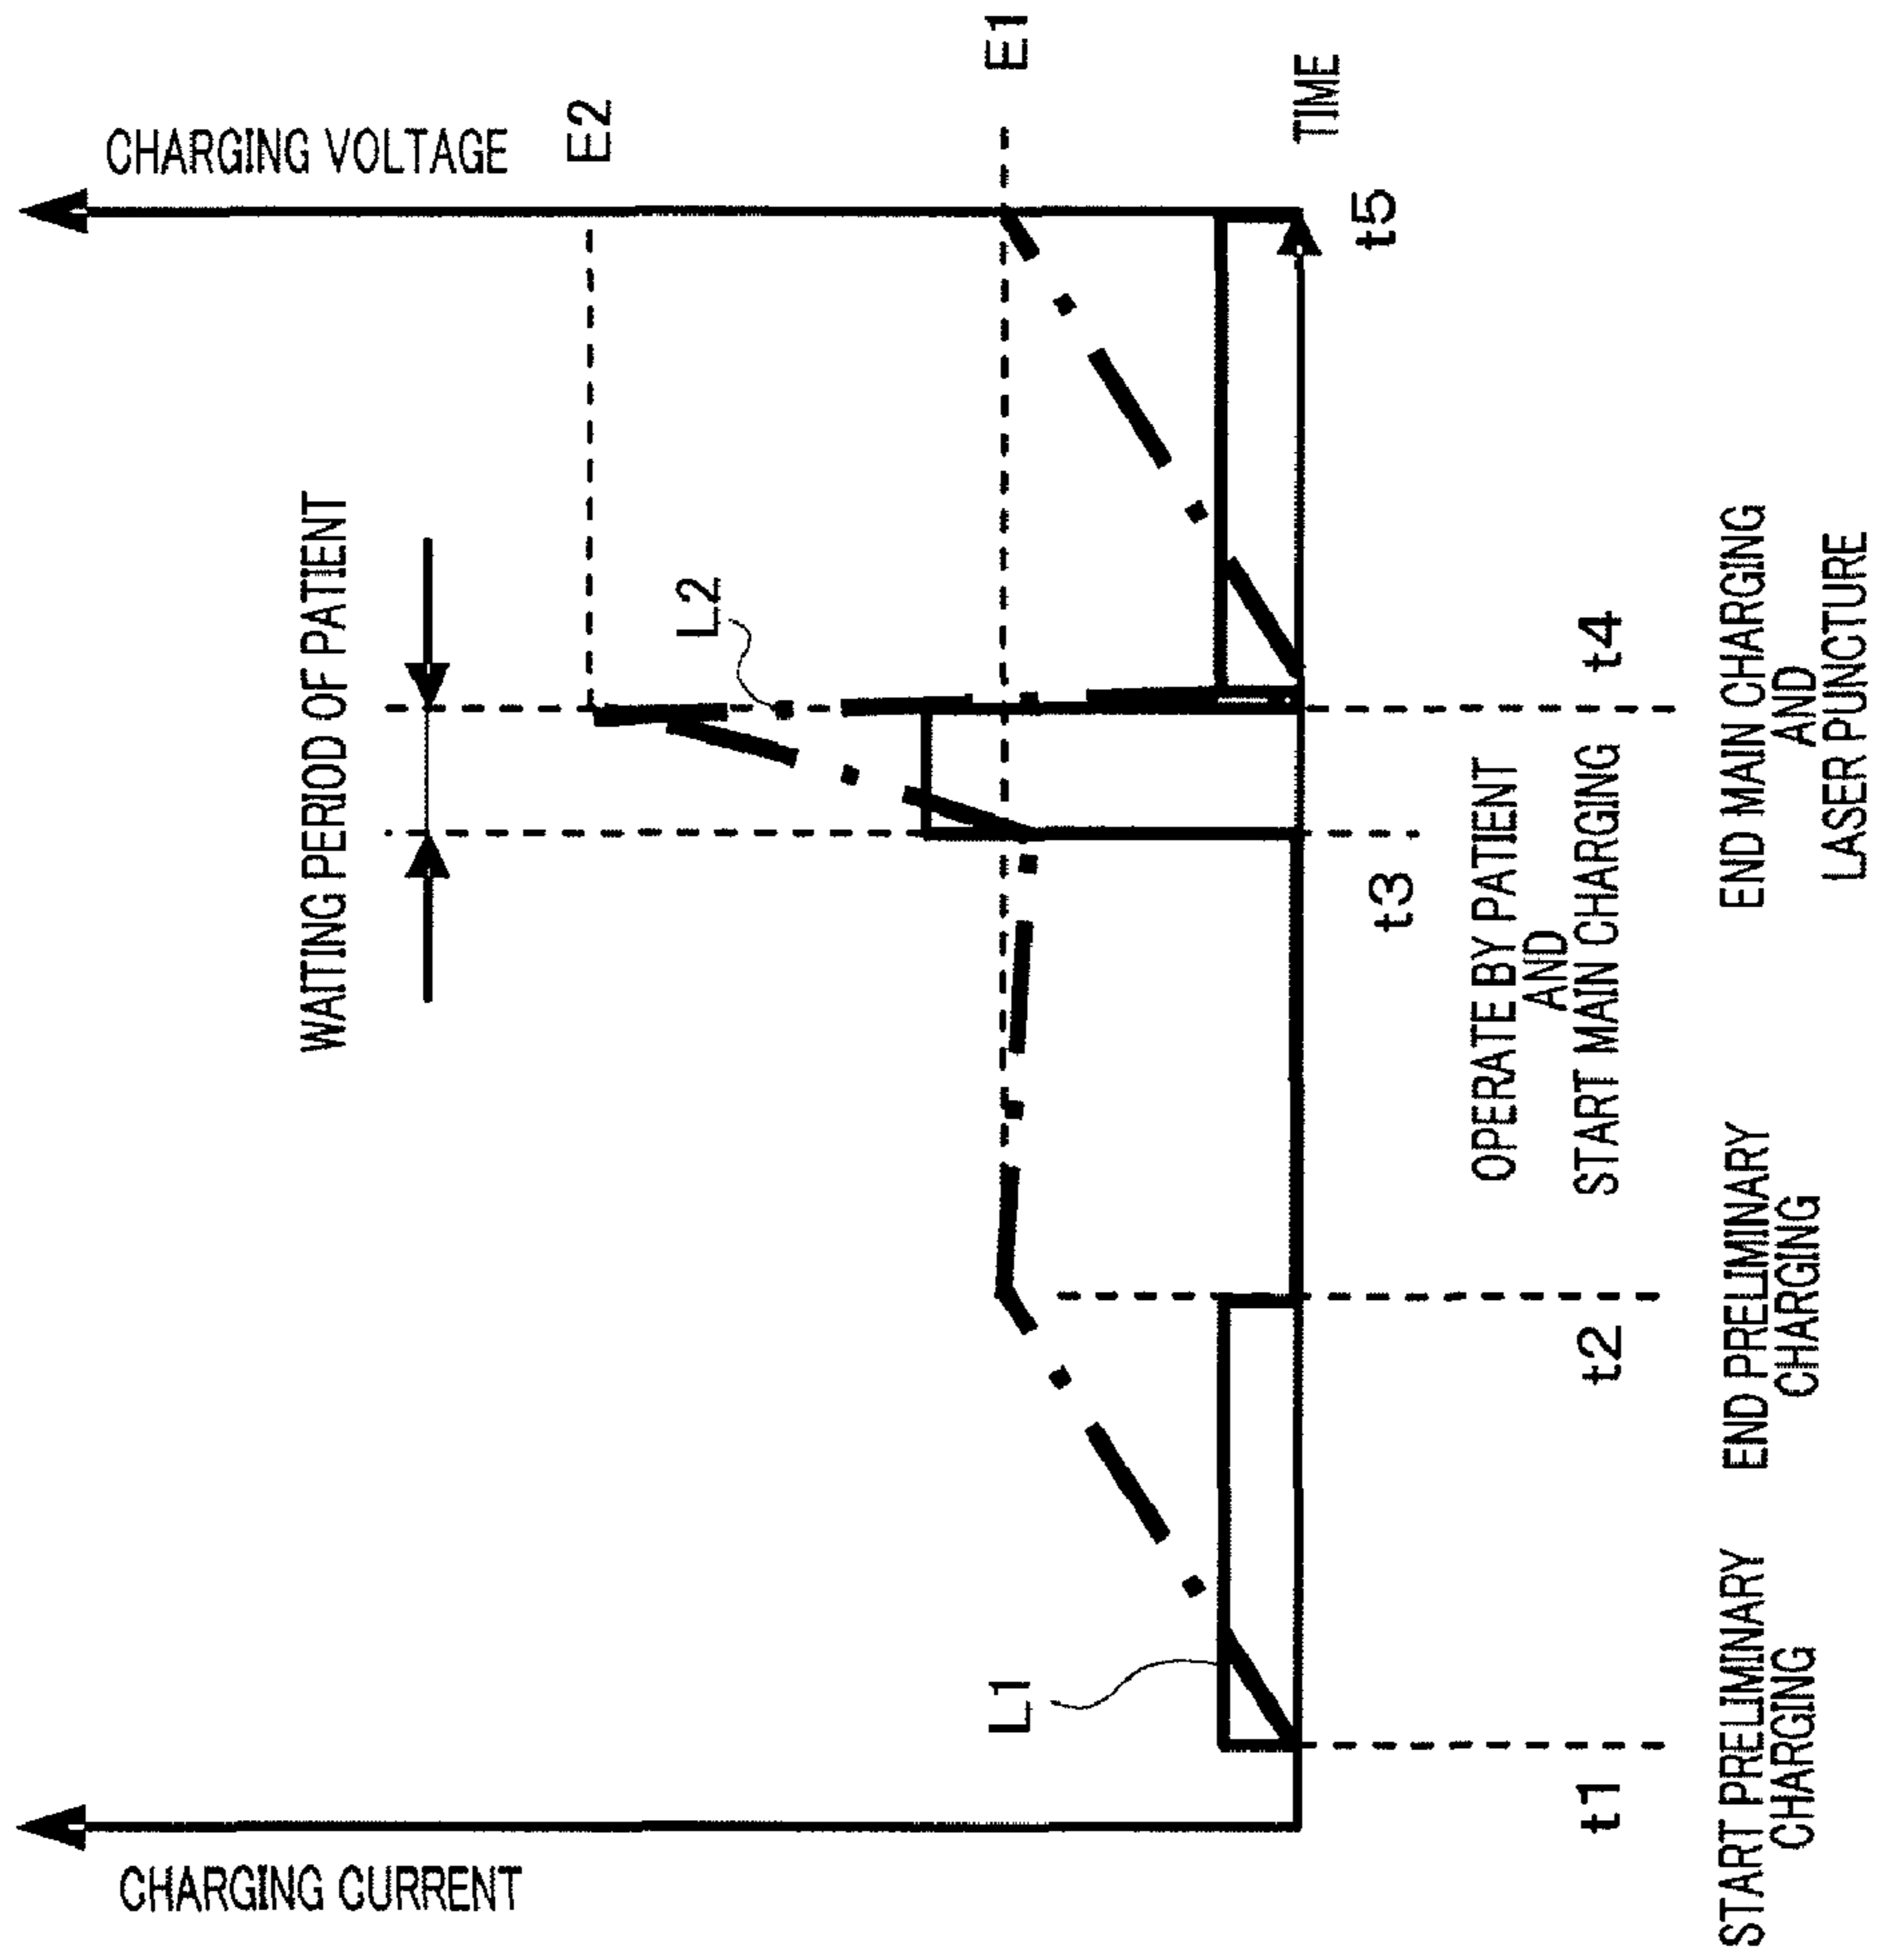 CHARGING CURRENT
CHARGING VOLTAGE
WAITING PERIOD OF PATIENT
E2
L2
L1
E1
TIME
t1
START PRELIMINARY
CHARGING
t2
END PRELIMINARY
CHARGING
t3
OPERATE BY PATIENT
AND
START MAIN CHARGING
t4
END MAIN CHARGING
AND
LASER PUNCTURE
t5